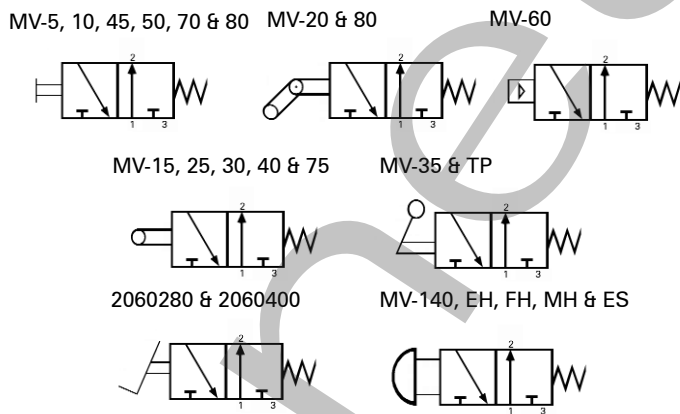 MV-5, 10, 45, 50, 70 & 80
MV-20 & 80
MV-60
2
1 3
2
1 3
2
1 3
MV-15, 25, 30, 40 & 75
MV-35 & TP
2
1 3
2
1 3
2060280 & 2060400
MV-140, EH, FH, MH & ES
2
1 3
2
1 3